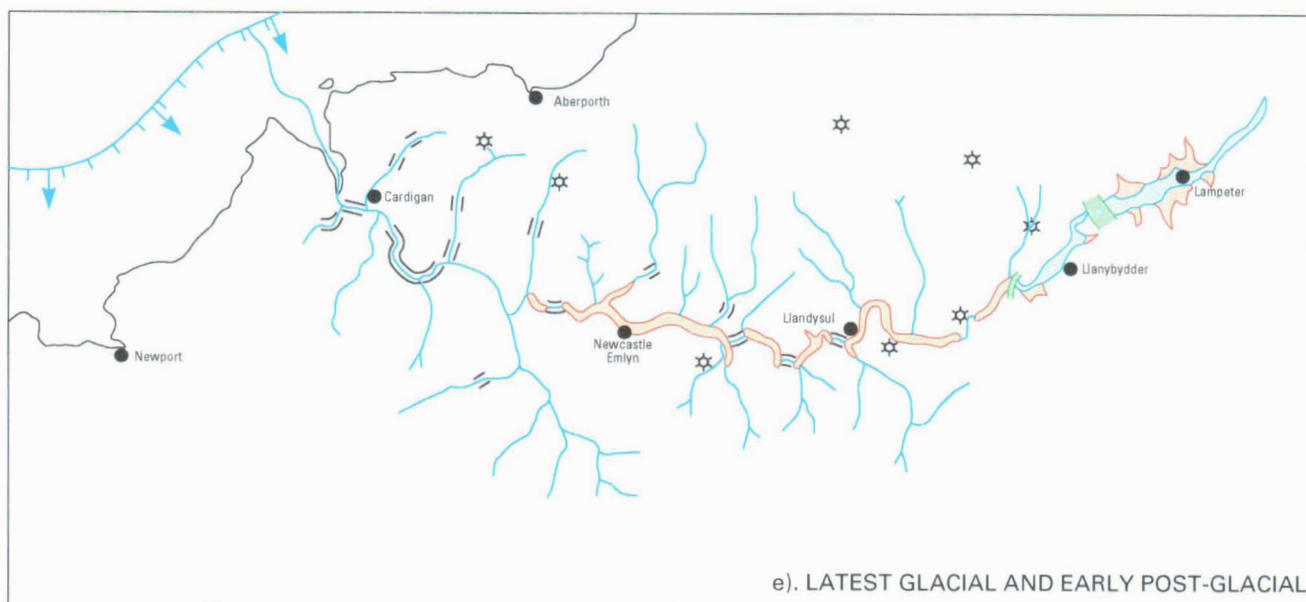 Aberporth
Cardigan
Lampeter
Llanybydder
Llandysul
Newcastle
Emlyn
Newport
e). LATEST GLACIAL AND EARLY POST-GLACIAL